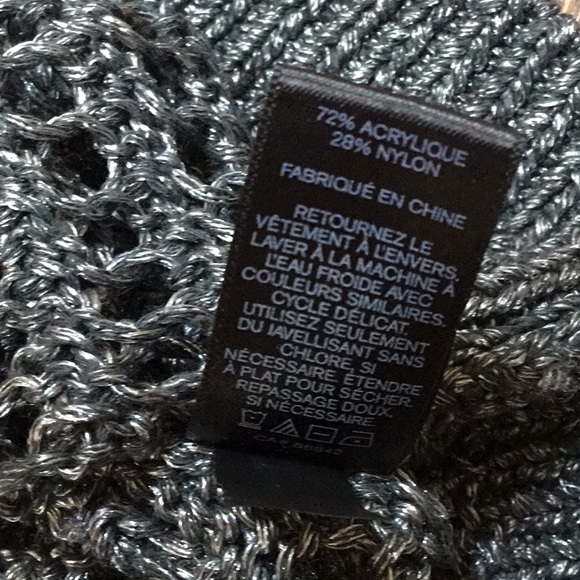 72% ACRYLIQUE
28% NYLON
FABRIQUÉ EN CHINE
RETOURNEZ LE
VÊTEMENT À L'ENVERS,
LAVER À LA MACHINE À
L'EAU FROIDE AVEC
COULEURS SIMILAIRES.
CYCLE DÉLICAT.
UTILISEZ SEULEMENT
DU JAVELLISANT SANS
CHLORE, SI
NÉCESSAIRE. ÉTENDRE
À PLAT POUR SÉCHER.
REPASSAGE DOUX,
SI NÉCESSAIRE.